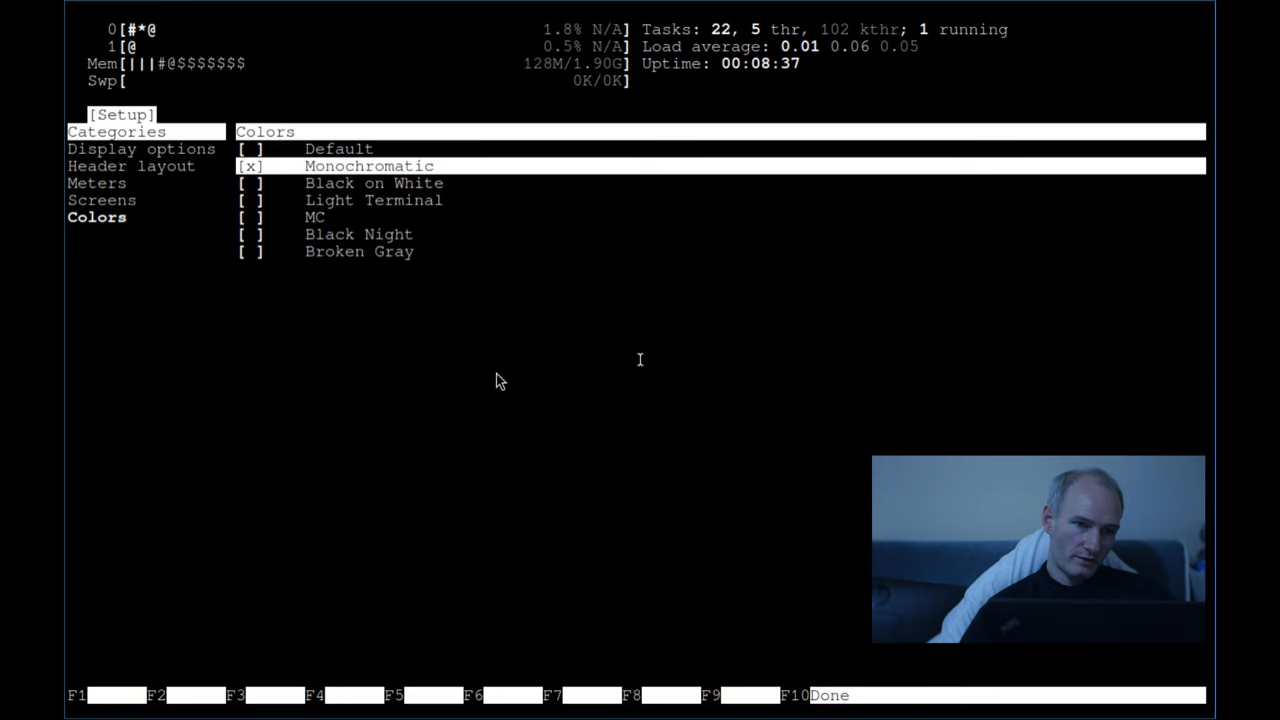 0[#*@ 1.8% N/A] Tasks: 22, 5 thr, 102 kthr; 1 running
1[@ 0.5% N/A] Load average: 0.01 0.06 0.05
Mem[|||#@$$$$$$$ 128M/1.90G] Uptime: 00:08:37
Swp[ 0K/0K]
[Setup]
Categories Colors
Display options [ ] Default
Header layout [x] Monochromatic
Meters [ ] Black on White
Screens [ ] Light Terminal
Colors [ ] MC
[ ] Black Night
[ ] Broken Gray
F1 F2 F3 F4 F5 F6 F7 F8 F9 F10Done